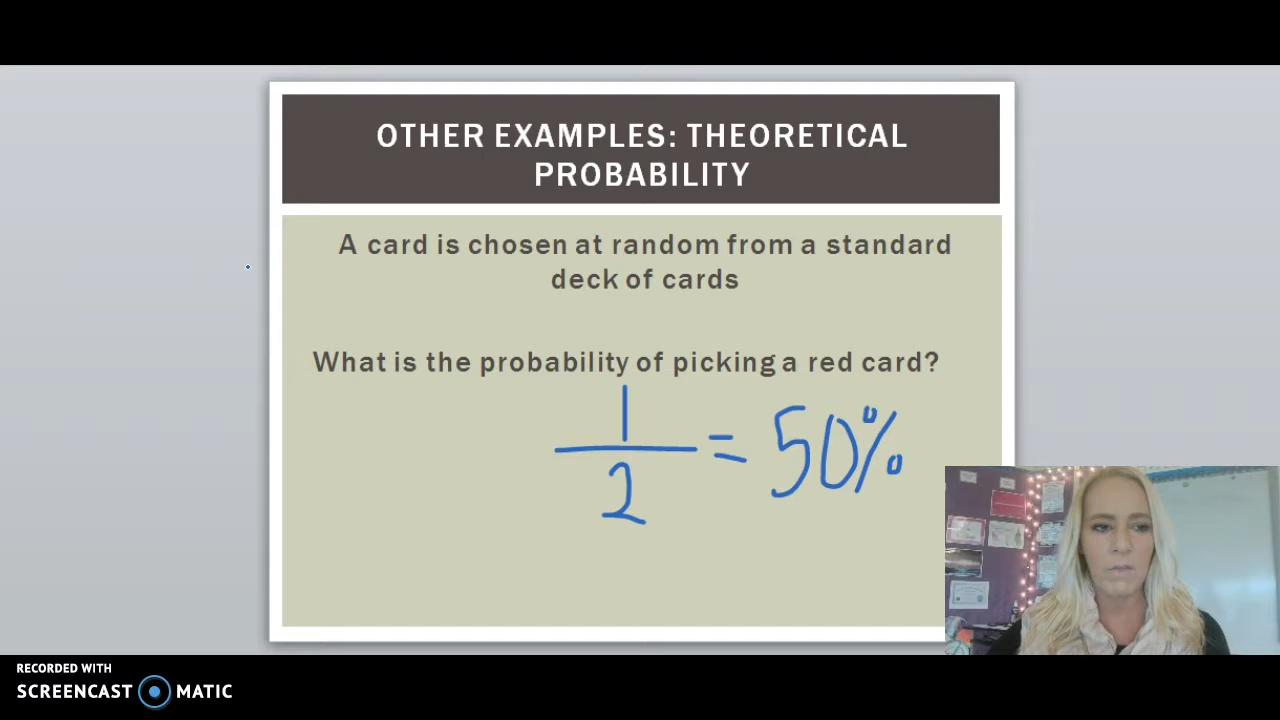 OTHER EXAMPLES: THEORETICAL
PROBABILITY
A card is chosen at random from a standard
deck of cards
What is the probability of picking a red card?
1
2
= 50%
RECORDED WITH
SCREENCAST MATIC